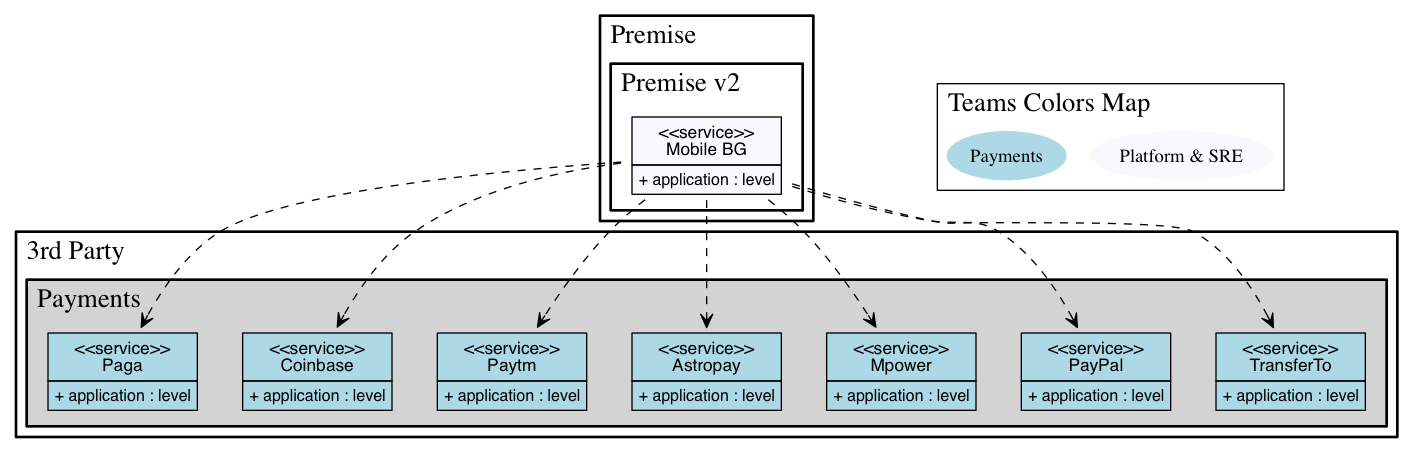 Premise
Premise v2
<<service>>
Mobile BG
+ application : level
Teams Colors Map
Payments
Platform & SRE
3rd Party
Payments
<<service>>
Paga
+ application : level
<<service>>
Coinbase
+ application : level
<<service>>
Paytm
+ application : level
<<service>>
Astropay
+ application : level
<<service>>
Mpower
+ application : level
<<service>>
PayPal
+ application : level
<<service>>
TransferTo
+ application : level